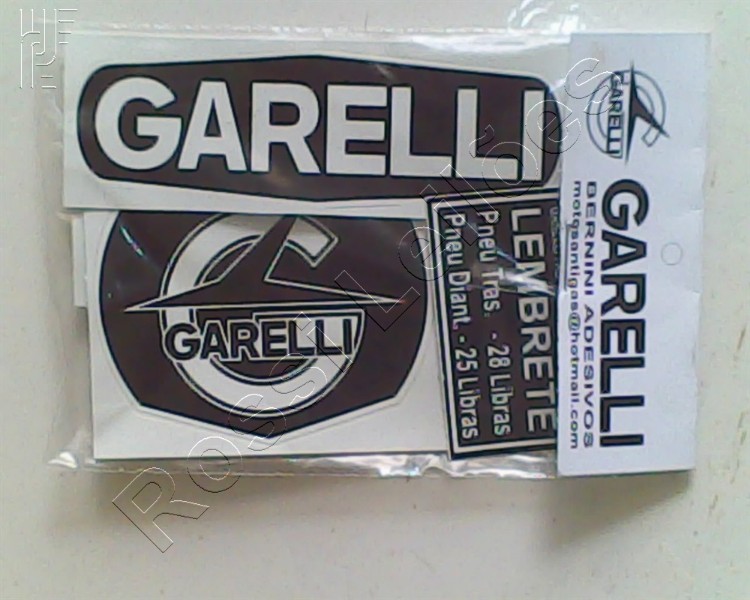 GARELLI
GARELLI
LEMBRETE
Pneu Tras. - 28 Libras
Pneu Diant. - 25 Libras
GARELLI
GARELLI
BERNINI ADESIVOS
motosantigas@hotmail.com
Rossi Leilões